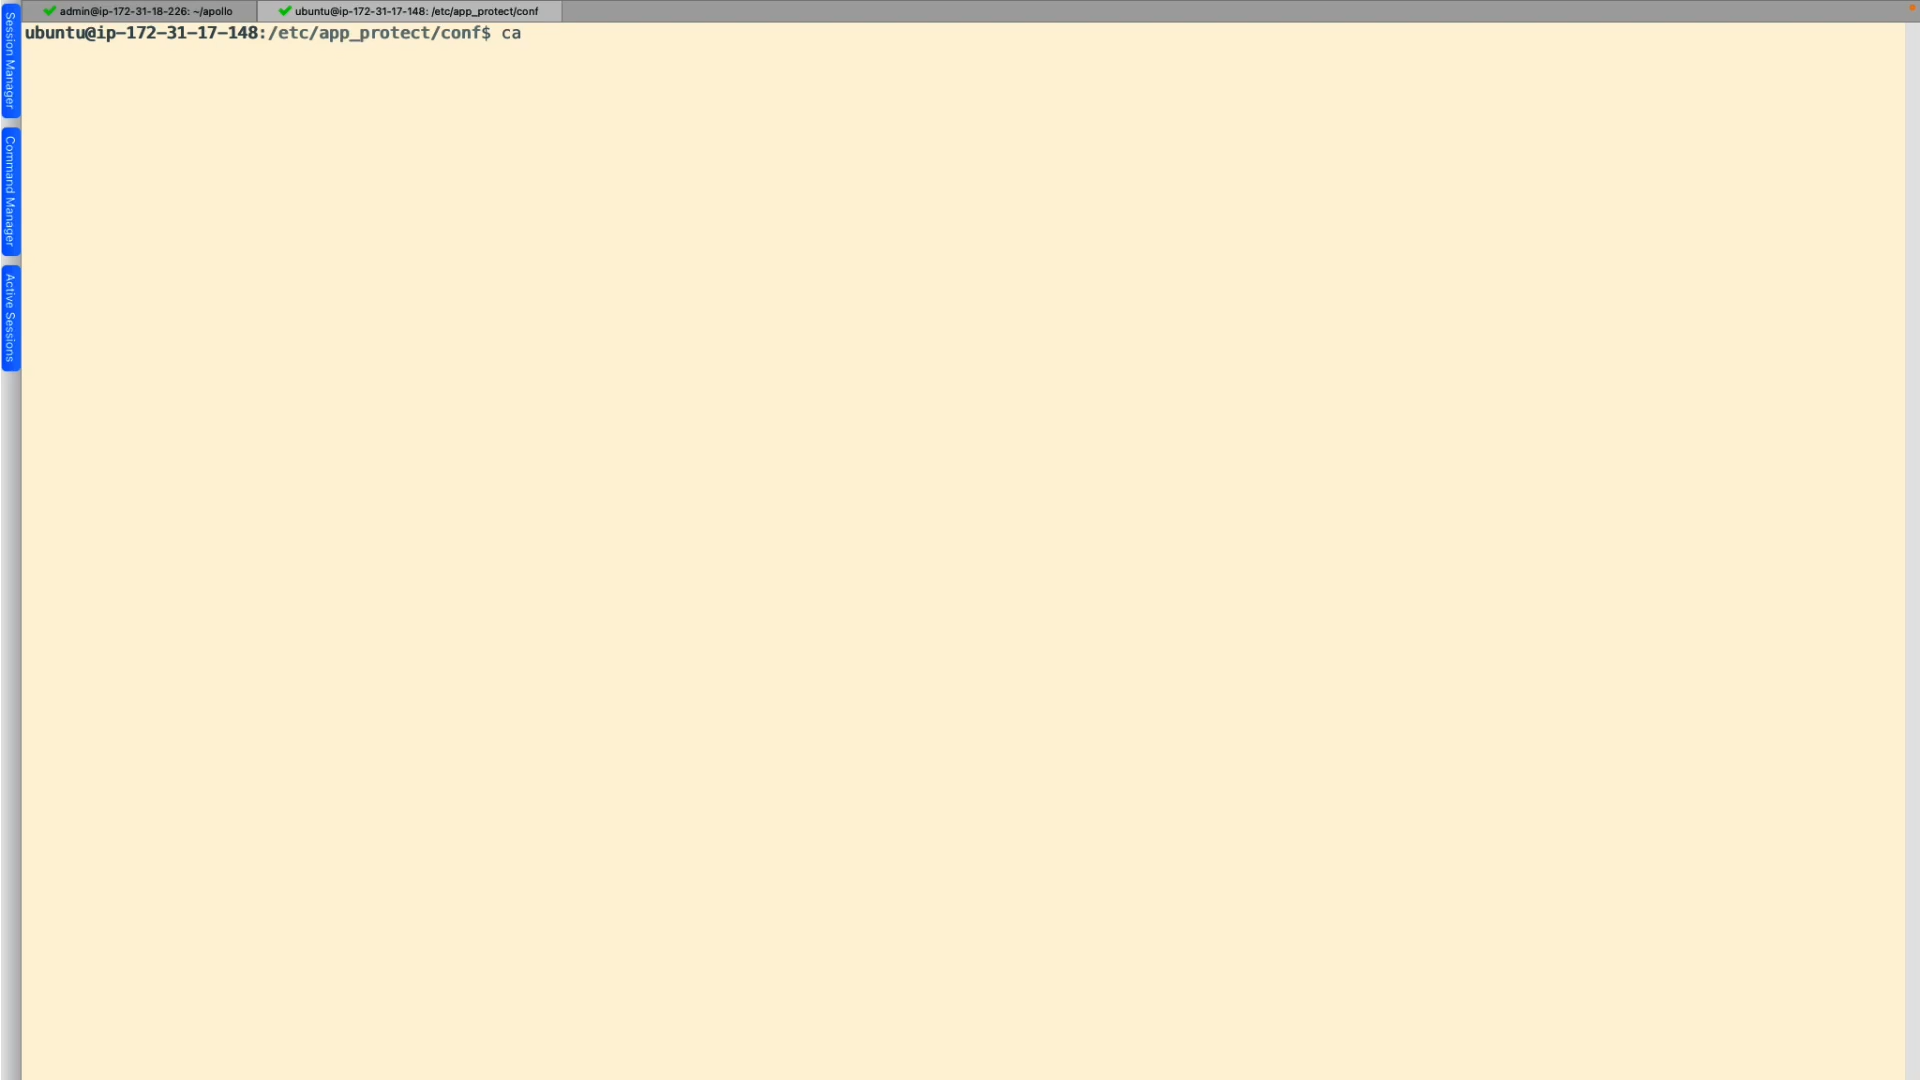 admin@ip-172-31-18-226: ~/apollo
ubuntu@ip-172-31-17-148: /etc/app_protect/conf
ubuntu@ip-172-31-17-148:/etc/app_protect/conf$ ca
Session Manager
Command Manager
Active Sessions